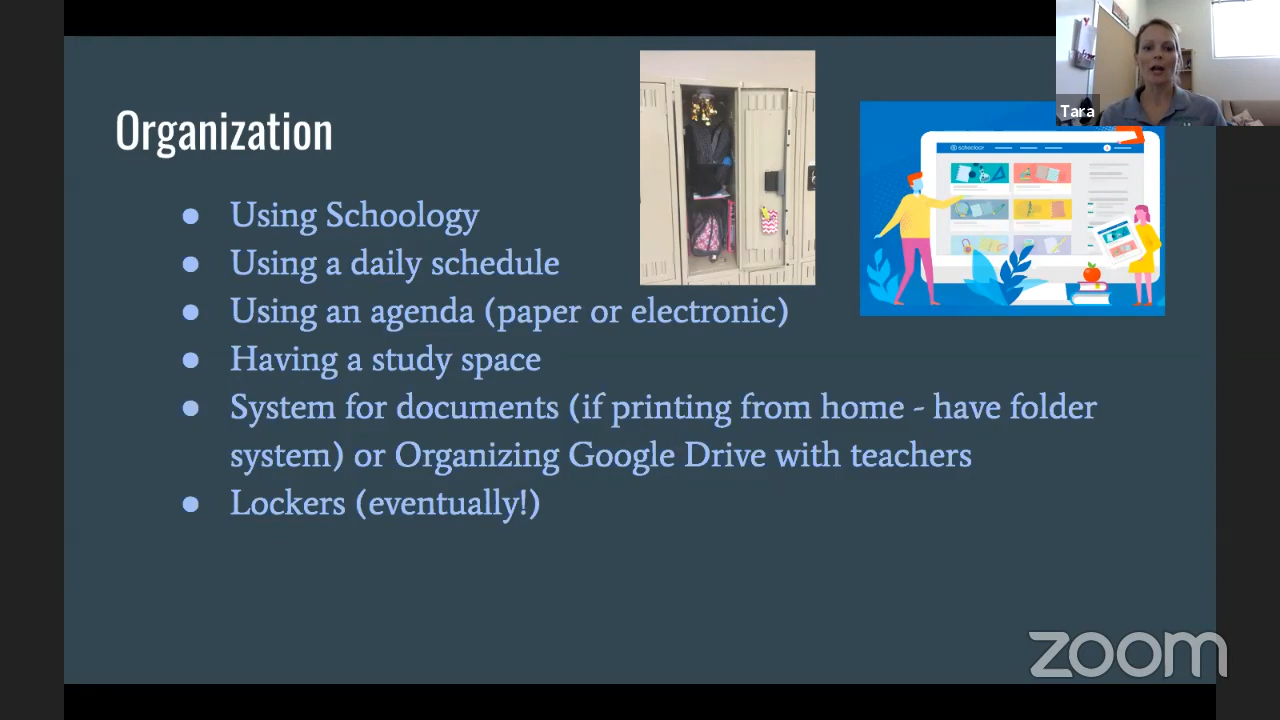 Organization
Tara
schoology
● Using Schoology
● Using a daily schedule
● Using an agenda (paper or electronic)
● Having a study space
● System for documents (if printing from home - have folder
system) or Organizing Google Drive with teachers
● Lockers (eventually!)
zoom